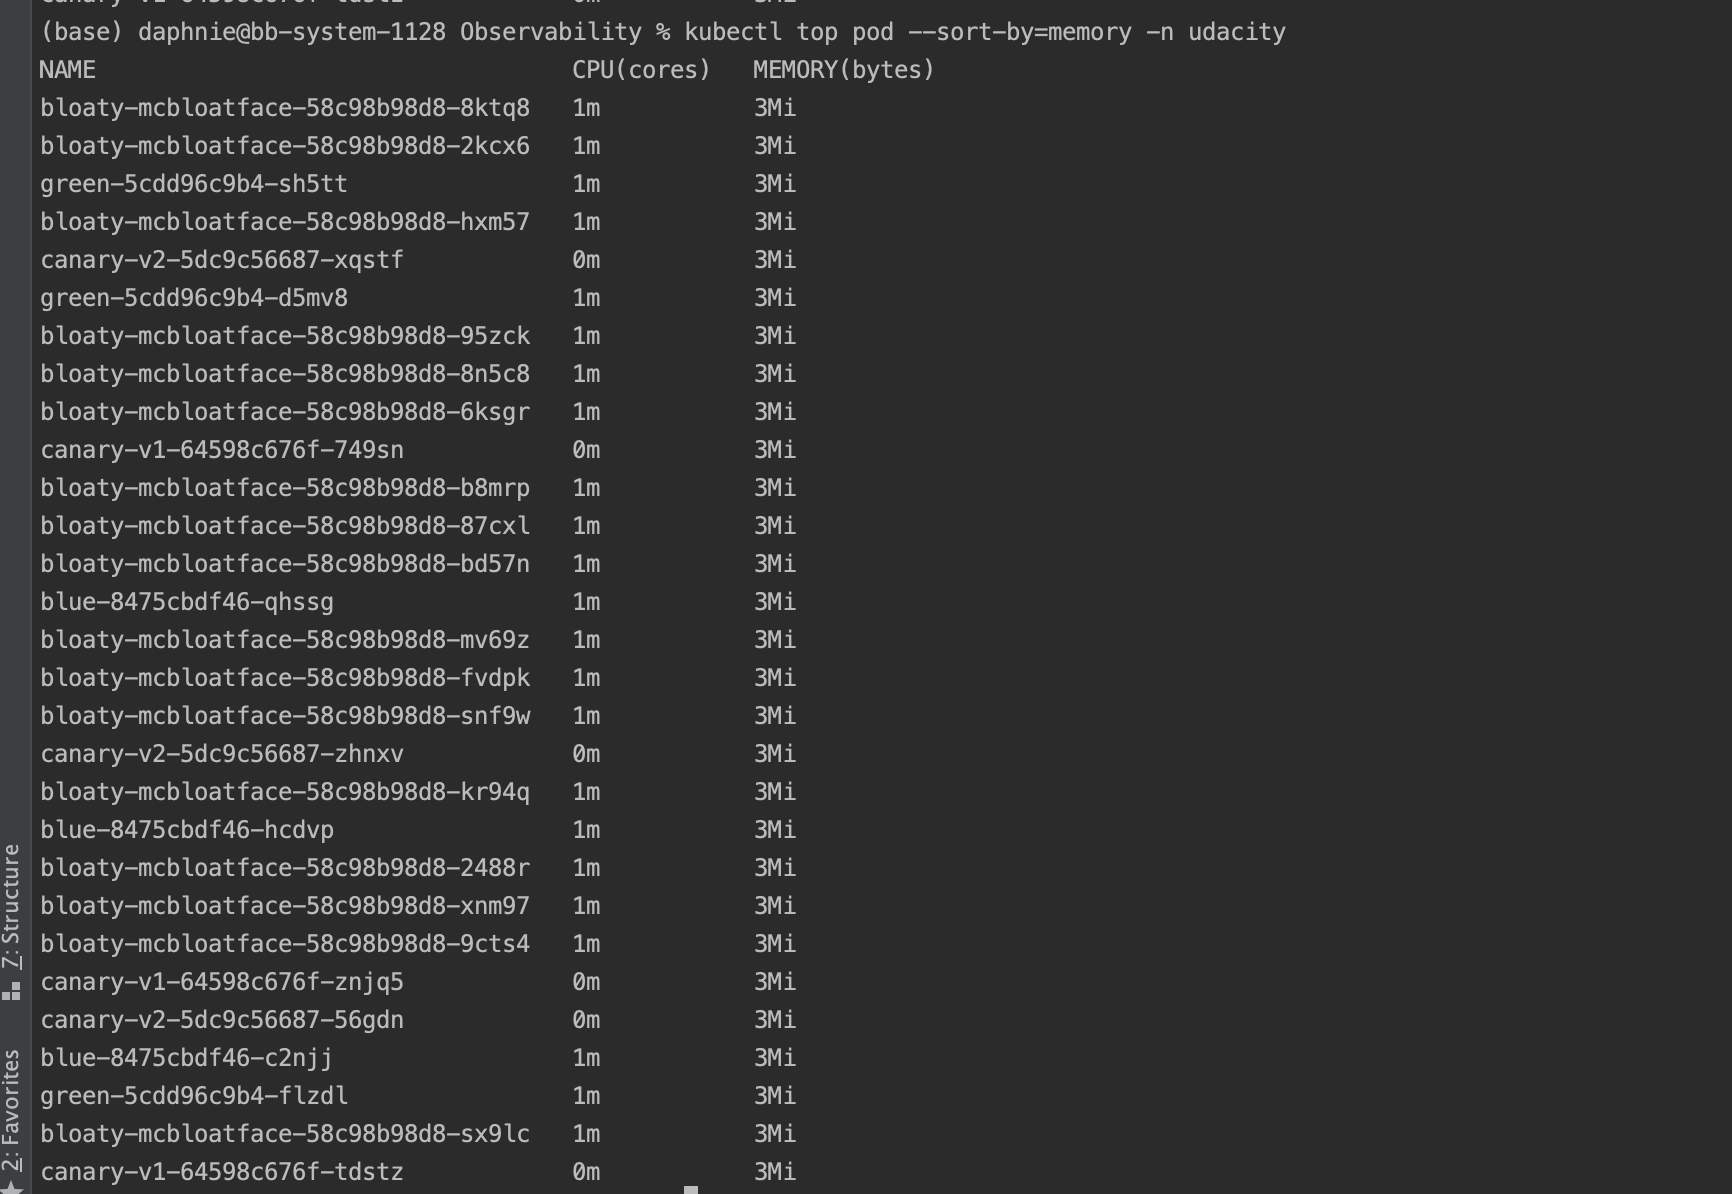 canary-v1-64598c676f-tdstz 0m 3Mi
(base) daphnie@bb-system-1128 Observability % kubectl top pod --sort-by=memory -n udacity
NAME CPU(cores) MEMORY(bytes)
bloaty-mcbloatface-58c98b98d8-8ktq8 1m 3Mi
bloaty-mcbloatface-58c98b98d8-2kcx6 1m 3Mi
green-5cdd96c9b4-sh5tt 1m 3Mi
bloaty-mcbloatface-58c98b98d8-hxm57 1m 3Mi
canary-v2-5dc9c56687-xqstf 0m 3Mi
green-5cdd96c9b4-d5mv8 1m 3Mi
bloaty-mcbloatface-58c98b98d8-95zck 1m 3Mi
bloaty-mcbloatface-58c98b98d8-8n5c8 1m 3Mi
bloaty-mcbloatface-58c98b98d8-6ksgr 1m 3Mi
canary-v1-64598c676f-749sn 0m 3Mi
bloaty-mcbloatface-58c98b98d8-b8mrp 1m 3Mi
bloaty-mcbloatface-58c98b98d8-87cxl 1m 3Mi
bloaty-mcbloatface-58c98b98d8-bd57n 1m 3Mi
blue-8475cbdf46-qhssg 1m 3Mi
bloaty-mcbloatface-58c98b98d8-mv69z 1m 3Mi
bloaty-mcbloatface-58c98b98d8-fvdpk 1m 3Mi
bloaty-mcbloatface-58c98b98d8-snf9w 1m 3Mi
canary-v2-5dc9c56687-zhnxv 0m 3Mi
bloaty-mcbloatface-58c98b98d8-kr94q 1m 3Mi
blue-8475cbdf46-hcdvp 1m 3Mi
bloaty-mcbloatface-58c98b98d8-2488r 1m 3Mi
bloaty-mcbloatface-58c98b98d8-xnm97 1m 3Mi
bloaty-mcbloatface-58c98b98d8-9cts4 1m 3Mi
canary-v1-64598c676f-znjq5 0m 3Mi
canary-v2-5dc9c56687-56gdn 0m 3Mi
blue-8475cbdf46-c2njj 1m 3Mi
green-5cdd96c9b4-flzdl 1m 3Mi
bloaty-mcbloatface-58c98b98d8-sx9lc 1m 3Mi
canary-v1-64598c676f-tdstz 0m 3Mi
7: Structure
2: Favorites